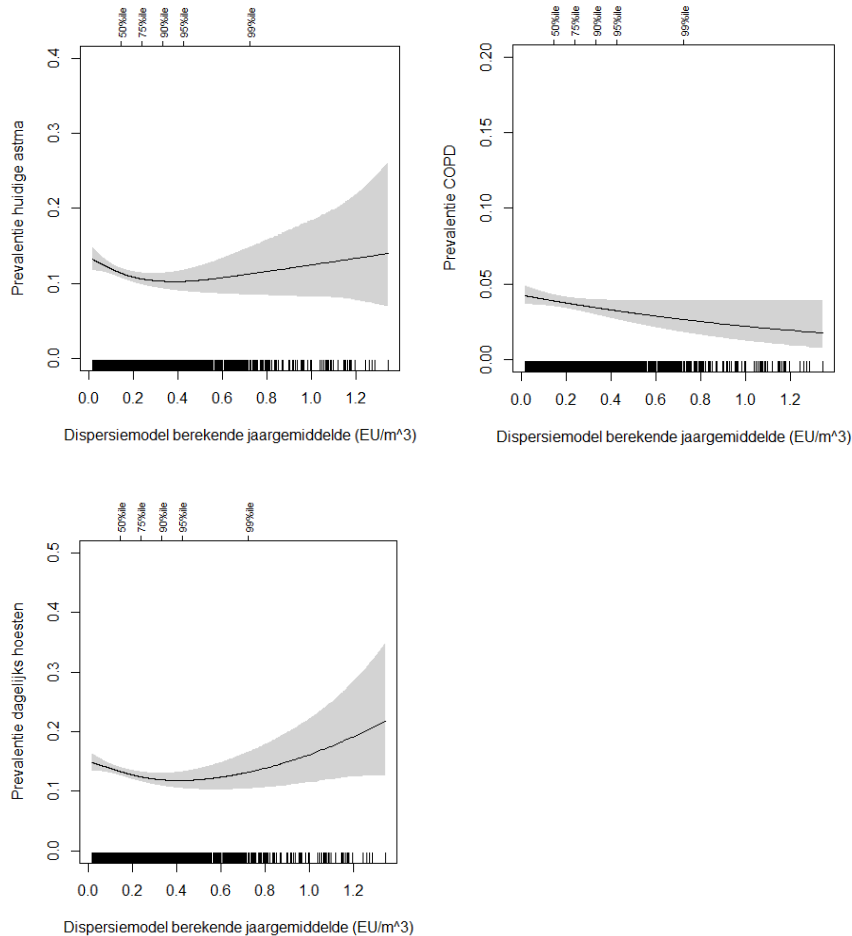 50%ile 75%ile 90%ile 95%ile 99%ile
Prevalentie huidige astma
0.4
0.3
0.2
0.1
0.0
0.0 0.2 0.4 0.6 0.8 1.0 1.2
Dispersiemodel berekende jaargemiddelde (EU/m^3)
50%ile 75%ile 90%ile 95%ile 99%ile
Prevalentie COPD
0.20
0.15
0.10
0.05
0.00
0.0 0.2 0.4 0.6 0.8 1.0 1.2
Dispersiemodel berekende jaargemiddelde (EU/m^3)
50%ile 75%ile 90%ile 95%ile 99%ile
Prevalentie dagelijks hoesten
0.5
0.4
0.3
0.2
0.1
0.0
0.0 0.2 0.4 0.6 0.8 1.0 1.2
Dispersiemodel berekende jaargemiddelde (EU/m^3)